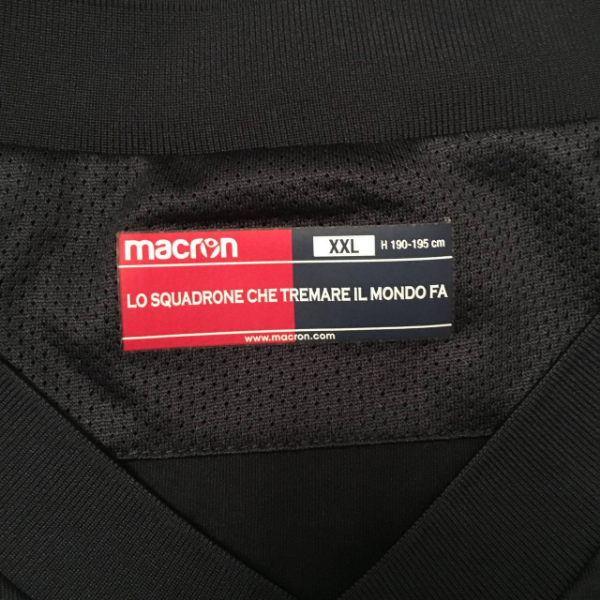 macron XXL H 190-195 cm
LO SQUADRONE CHE TREMARE IL MONDO FA
www.macron.com